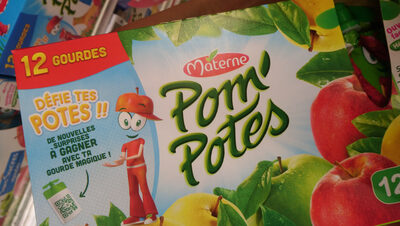 12 GOURDES
DÉFIE TES
POTES !!
DE NOUVELLES
SURPRISES
À GAGNER
AVEC TA
GOURDE MAGIQUE !
Materne
Pom'
Potes
12